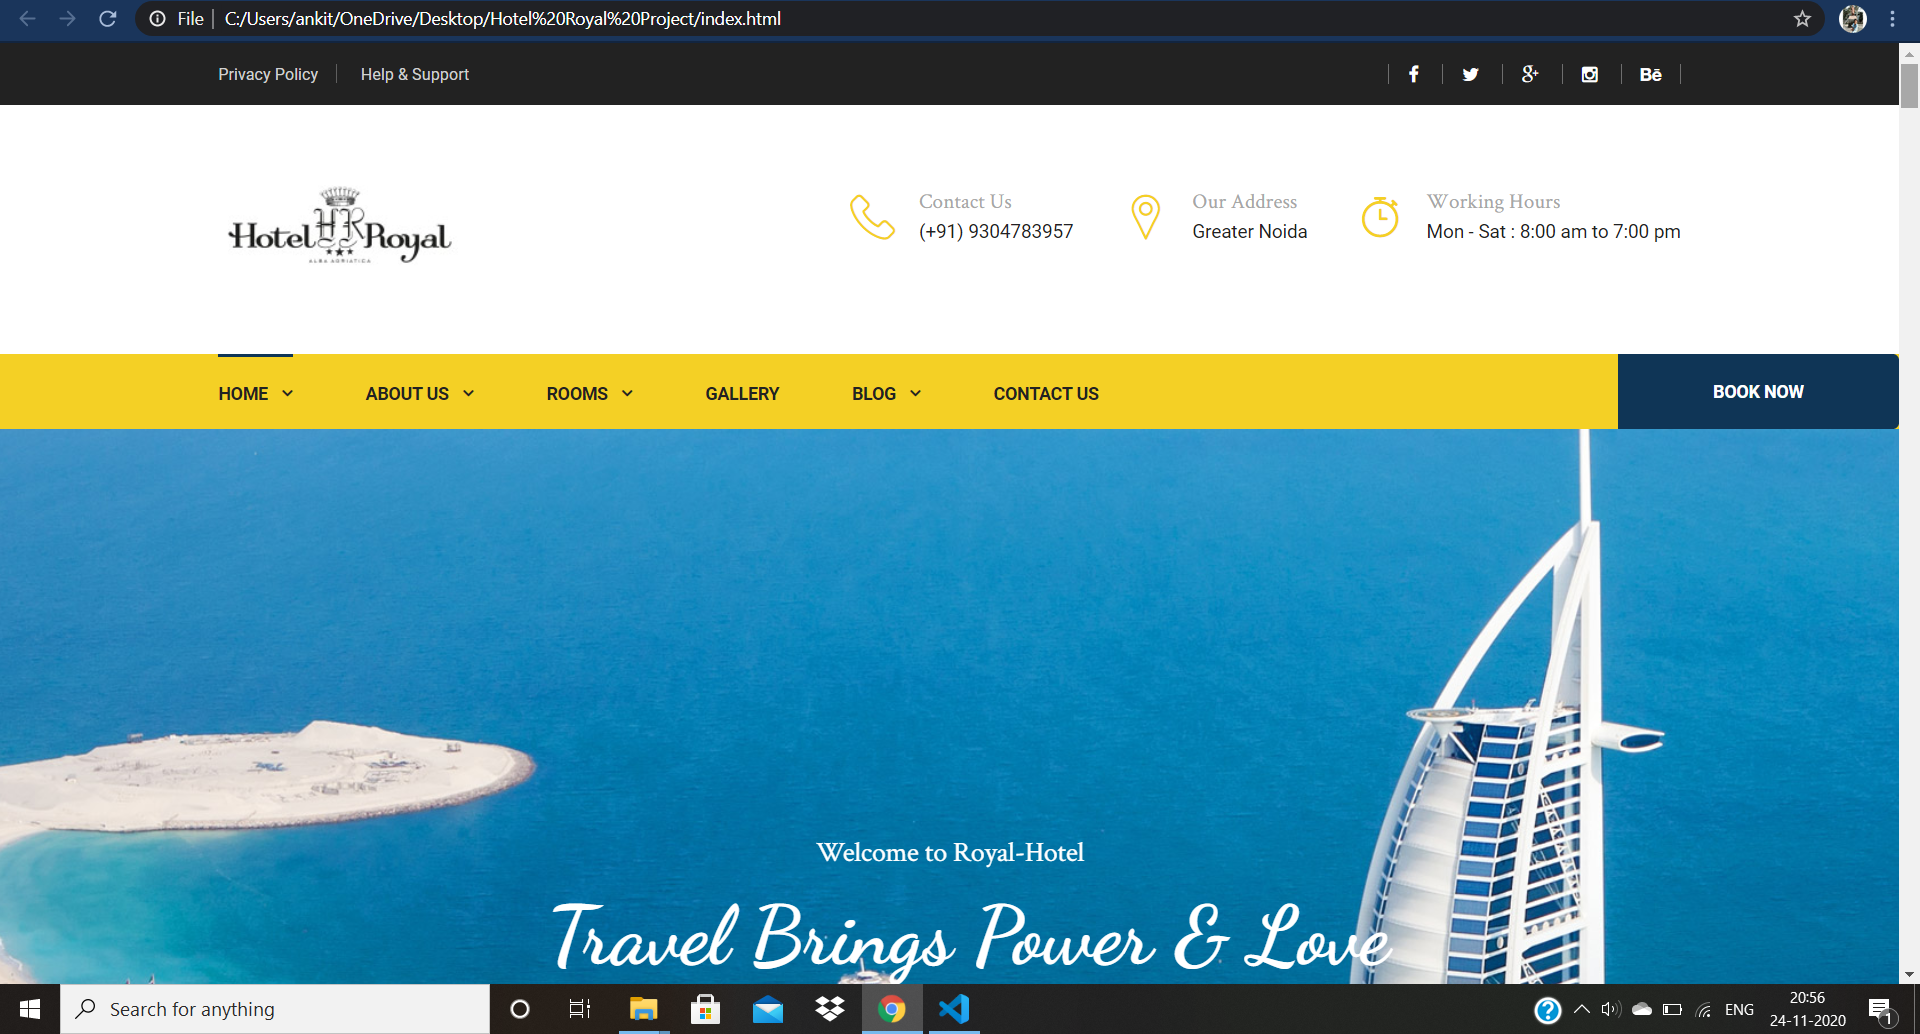 File | C:/Users/ankit/OneDrive/Desktop/Hotel%20Royal%20Project/index.html
Privacy Policy Help & Support
Bē
Contact Us Our Address Working Hours
(+91) 9304783957 Greater Noida Mon - Sat : 8:00 am to 7:00 pm
Hotel HR Royal
ALBA ADRIATICA
HOME ABOUT US ROOMS GALLERY BLOG CONTACT US BOOK NOW
Welcome to Royal-Hotel
Travel Brings Power & Love
Search for anything
ENG
20:56
24-11-2020
1